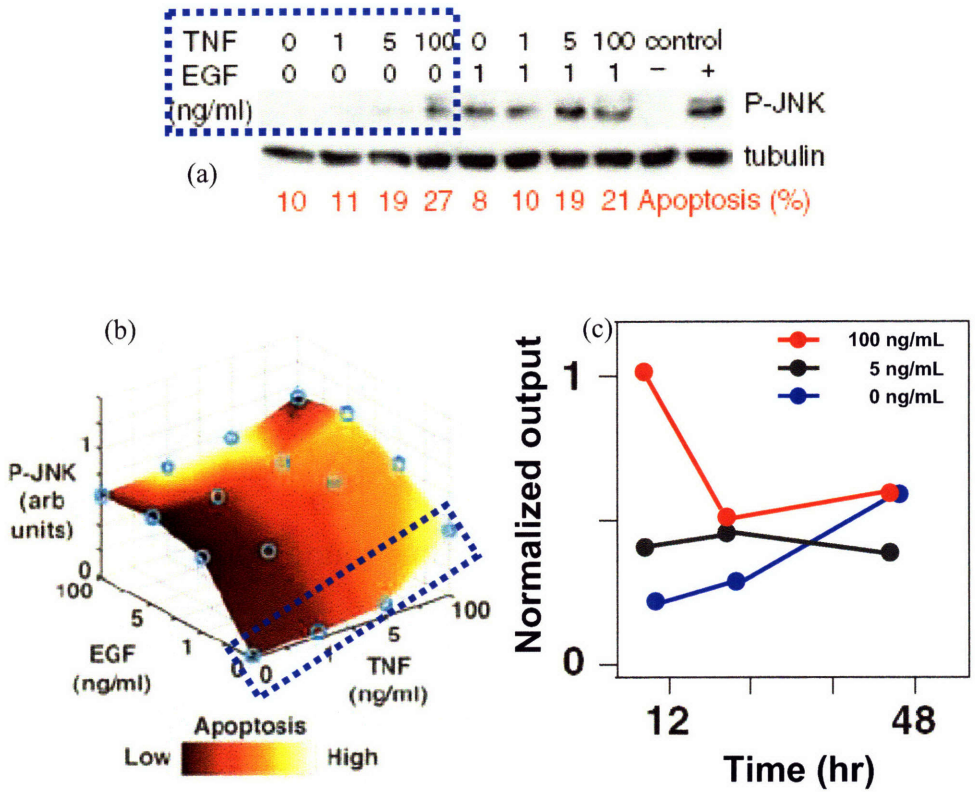 TNF 0 1 5 100 0 1 5 100 control
EGF 0 0 0 0 1 1 1 1 − +
(ng/ml) P-JNK
tubulin
(a)
10 11 19 27 8 10 19 21 Apoptosis (%)
(b)
P-JNK
(arb
units)
1
0
100
5
1
0
EGF
(ng/ml)
0
1
5
100
TNF
(ng/ml)
Apoptosis
Low High
(c)
100 ng/mL
5 ng/mL
0 ng/mL
Normalized output
1
0
12 48
Time (hr)